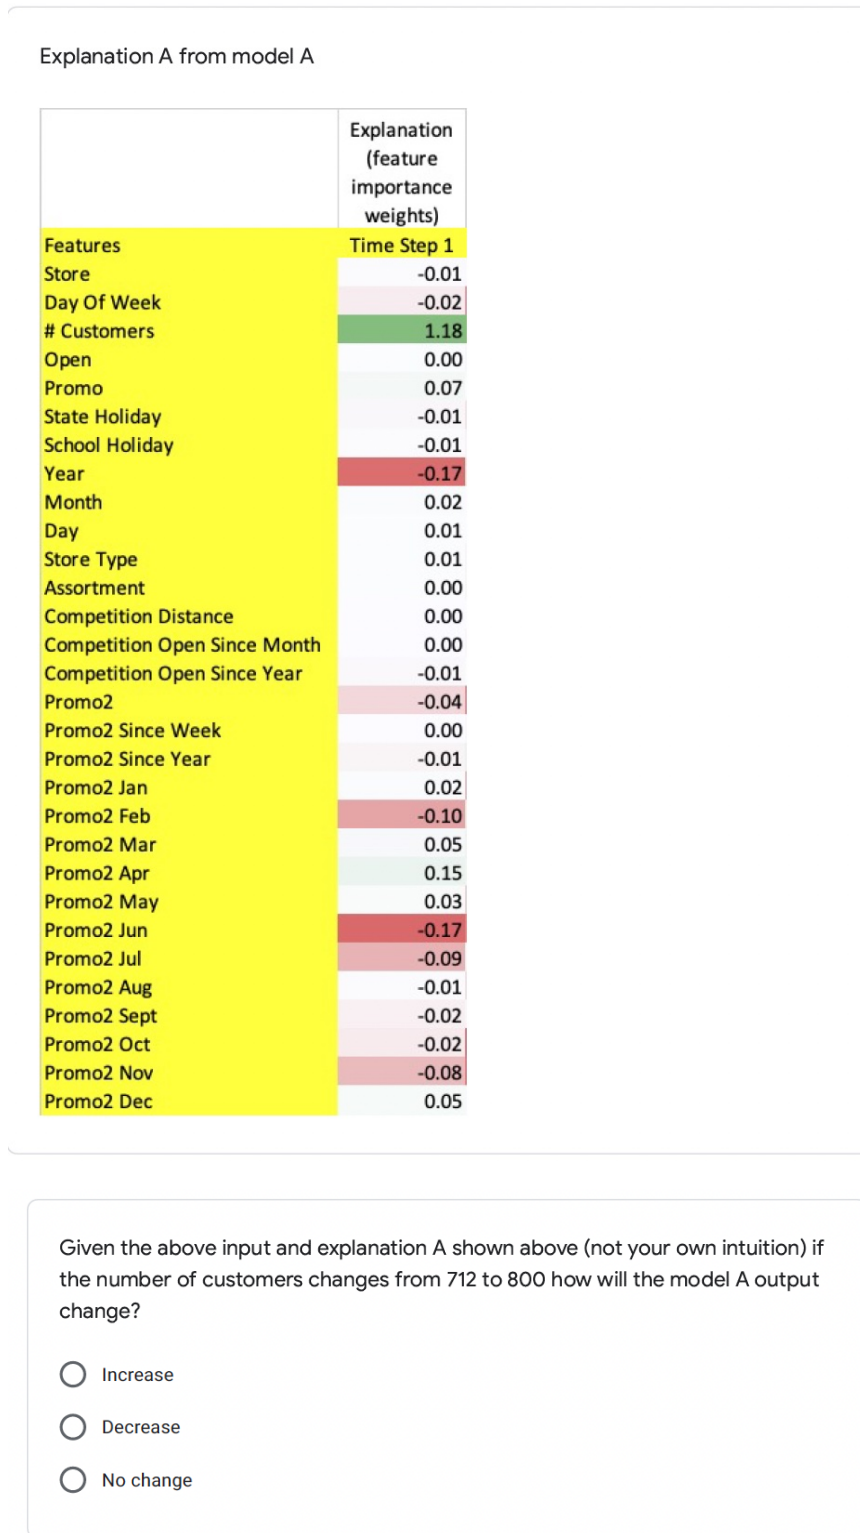 Explanation A from model A
Explanation
(feature
importance
weights)
Features Time Step 1
Store -0.01
Day Of Week -0.02
# Customers 1.18
Open 0.00
Promo 0.07
State Holiday -0.01
School Holiday -0.01
Year -0.17
Month 0.02
Day 0.01
Store Type 0.01
Assortment 0.00
Competition Distance 0.00
Competition Open Since Month 0.00
Competition Open Since Year -0.01
Promo2 -0.04
Promo2 Since Week 0.00
Promo2 Since Year -0.01
Promo2 Jan 0.02
Promo2 Feb -0.10
Promo2 Mar 0.05
Promo2 Apr 0.15
Promo2 May 0.03
Promo2 Jun -0.17
Promo2 Jul -0.09
Promo2 Aug -0.01
Promo2 Sept -0.02
Promo2 Oct -0.02
Promo2 Nov -0.08
Promo2 Dec 0.05
Given the above input and explanation A shown above (not your own intuition) if
the number of customers changes from 712 to 800 how will the model A output
change?
Increase
Decrease
No change